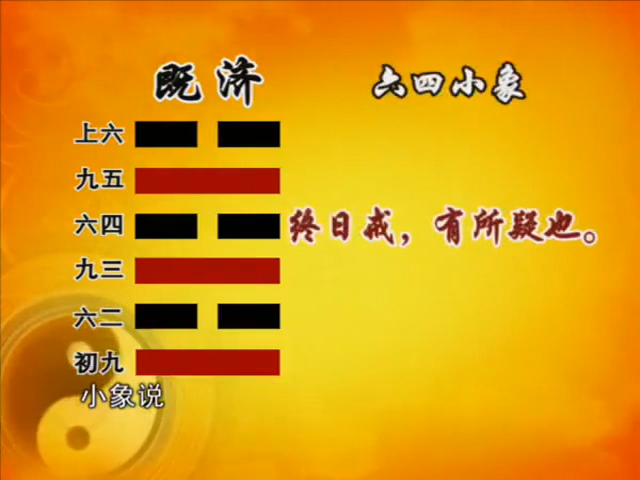 既济
六四小象
上六
九五
六四
终日戒，有所疑也。
九三
六二
初九
小象说